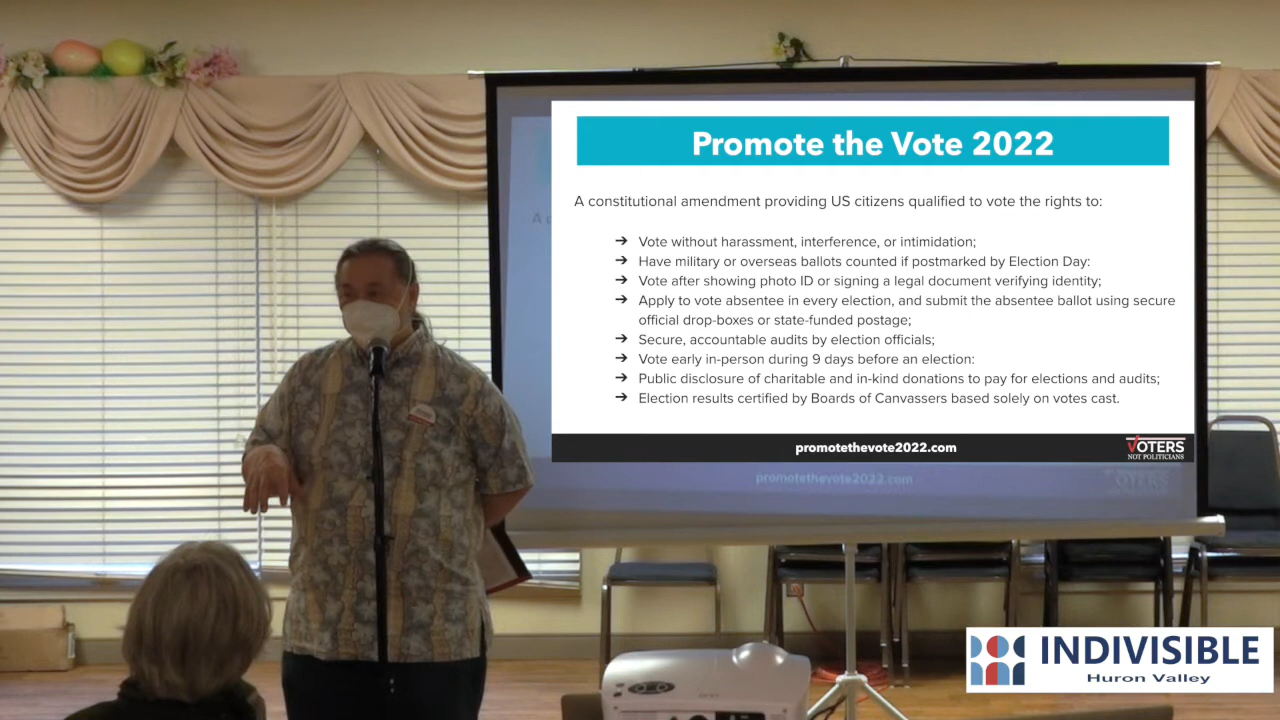 Promote the Vote 2022
A constitutional amendment providing US citizens qualified to vote the rights to:
➔ Vote without harassment, interference, or intimidation;
➔ Have military or overseas ballots counted if postmarked by Election Day:
➔ Vote after showing photo ID or signing a legal document verifying identity;
➔ Apply to vote absentee in every election, and submit the absentee ballot using secure
official drop-boxes or state-funded postage;
➔ Secure, accountable audits by election officials;
➔ Vote early in-person during 9 days before an election:
➔ Public disclosure of charitable and in-kind donations to pay for elections and audits;
➔ Election results certified by Boards of Canvassers based solely on votes cast.
promotethevote2022.com
VOTERS
NOT POLITICIANS
promotethevote2022.com
VOTERS
INDIVISIBLE
Huron Valley